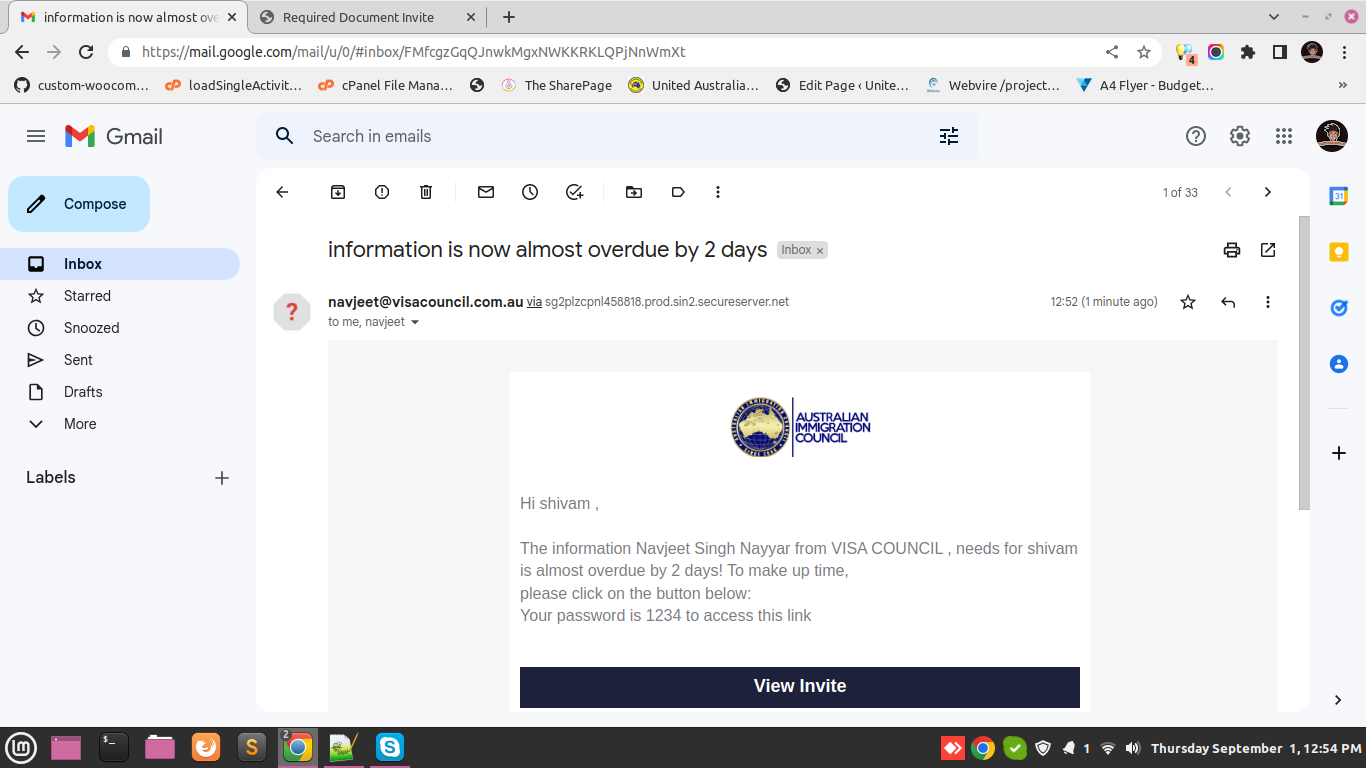 information is now almost ove
Required Document Invite
https://mail.google.com/mail/u/0/#inbox/FMfcgzGqQJnwkMgxNWKKRKLQPjNnWmXt
4
custom-woocom…
loadSingleActivit…
cPanel File Mana…
The SharePage
United Australia…
Edit Page ‹ Unite…
Webvire /project…
A4 Flyer - Budget…
»
Gmail
Search in emails
Compose
1 of 33
Inbox
Starred
Snoozed
Sent
Drafts
More
Labels
information is now almost overdue by 2 days
Inbox ×
navjeet@visacouncil.com.au via sg2plzcpnl458818.prod.sin2.secureserver.net
12:52 (1 minute ago)
to me, navjeet
AUSTRALIAN
IMMIGRATION
COUNCIL
Hi shivam ,
The information Navjeet Singh Nayyar from VISA COUNCIL , needs for shivam
is almost overdue by 2 days! To make up time,
please click on the button below:
Your password is 1234 to access this link
View Invite
31
2
1
Thursday September 1, 12:54 PM